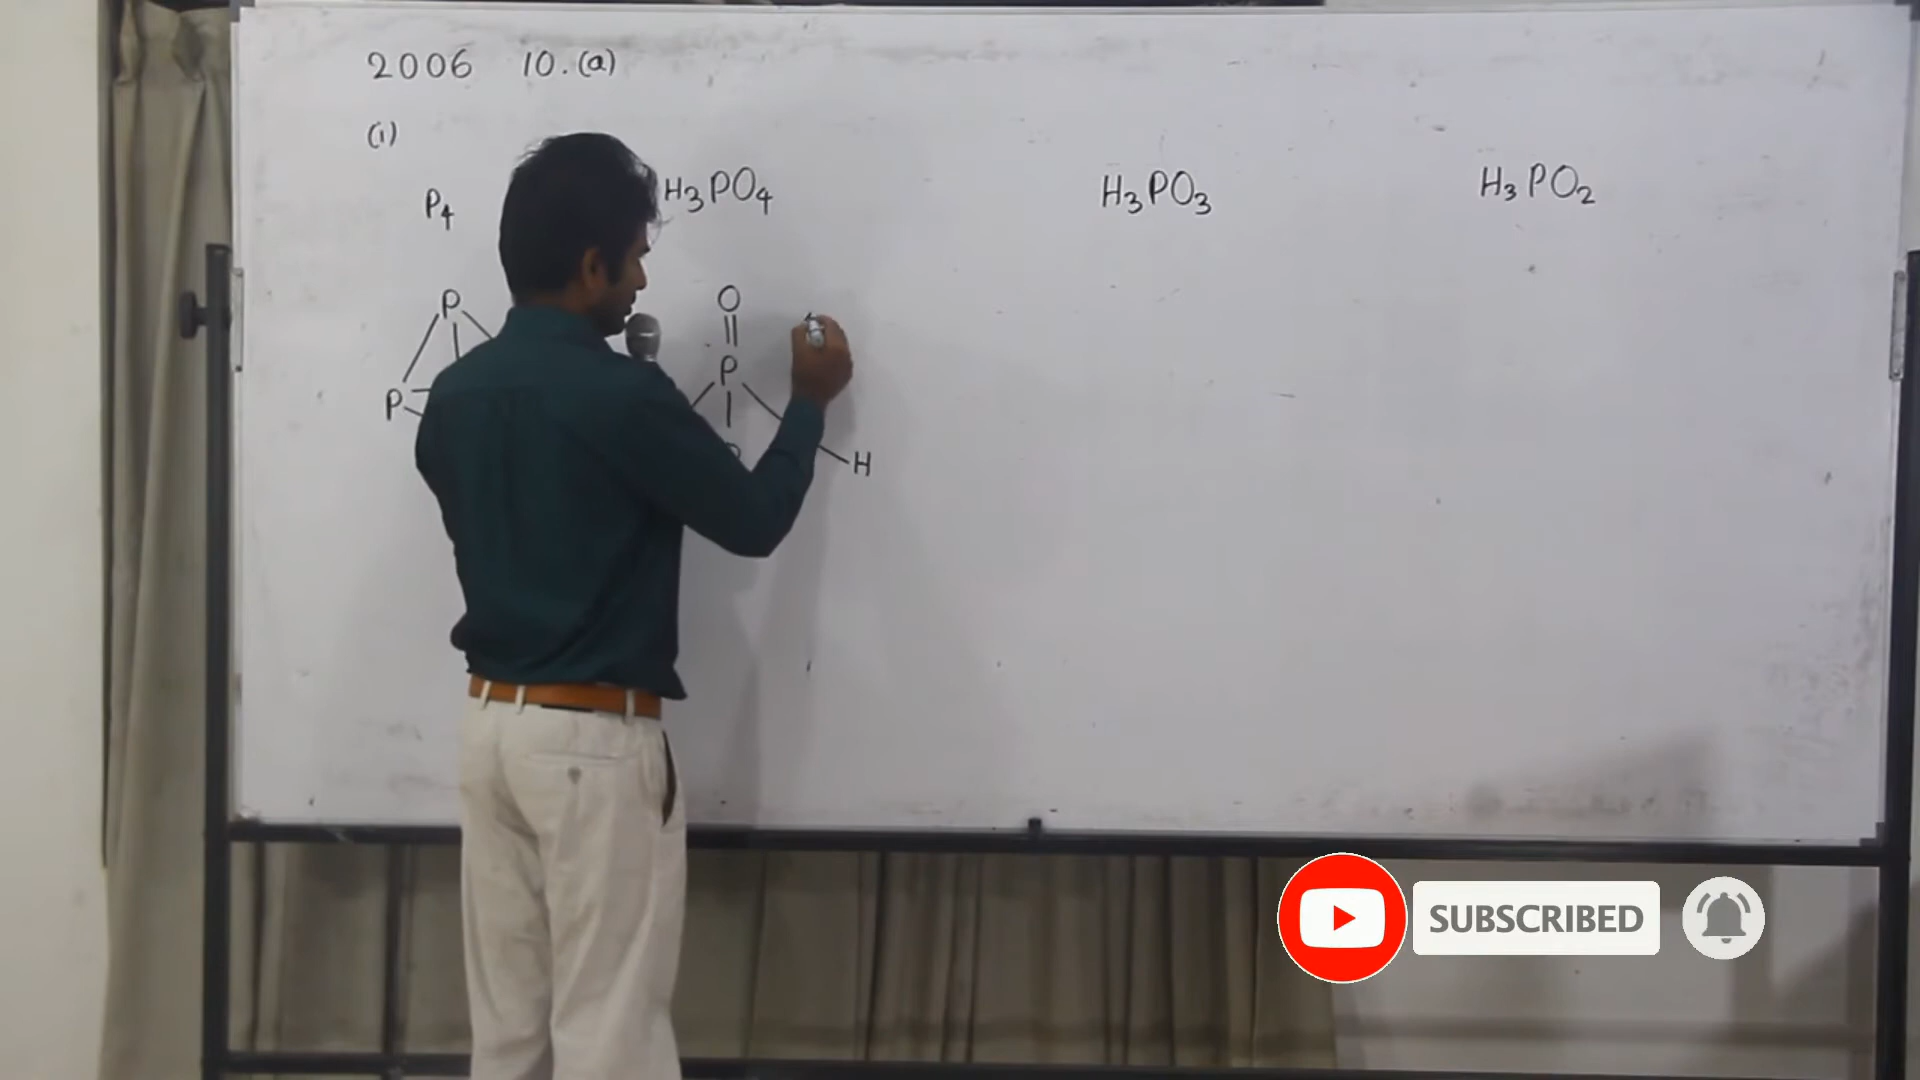 2006 10.(a)
(i)
P₄ H₃PO₄ H₃PO₃ H₃PO₂
P O
P
P
H
SUBSCRIBED